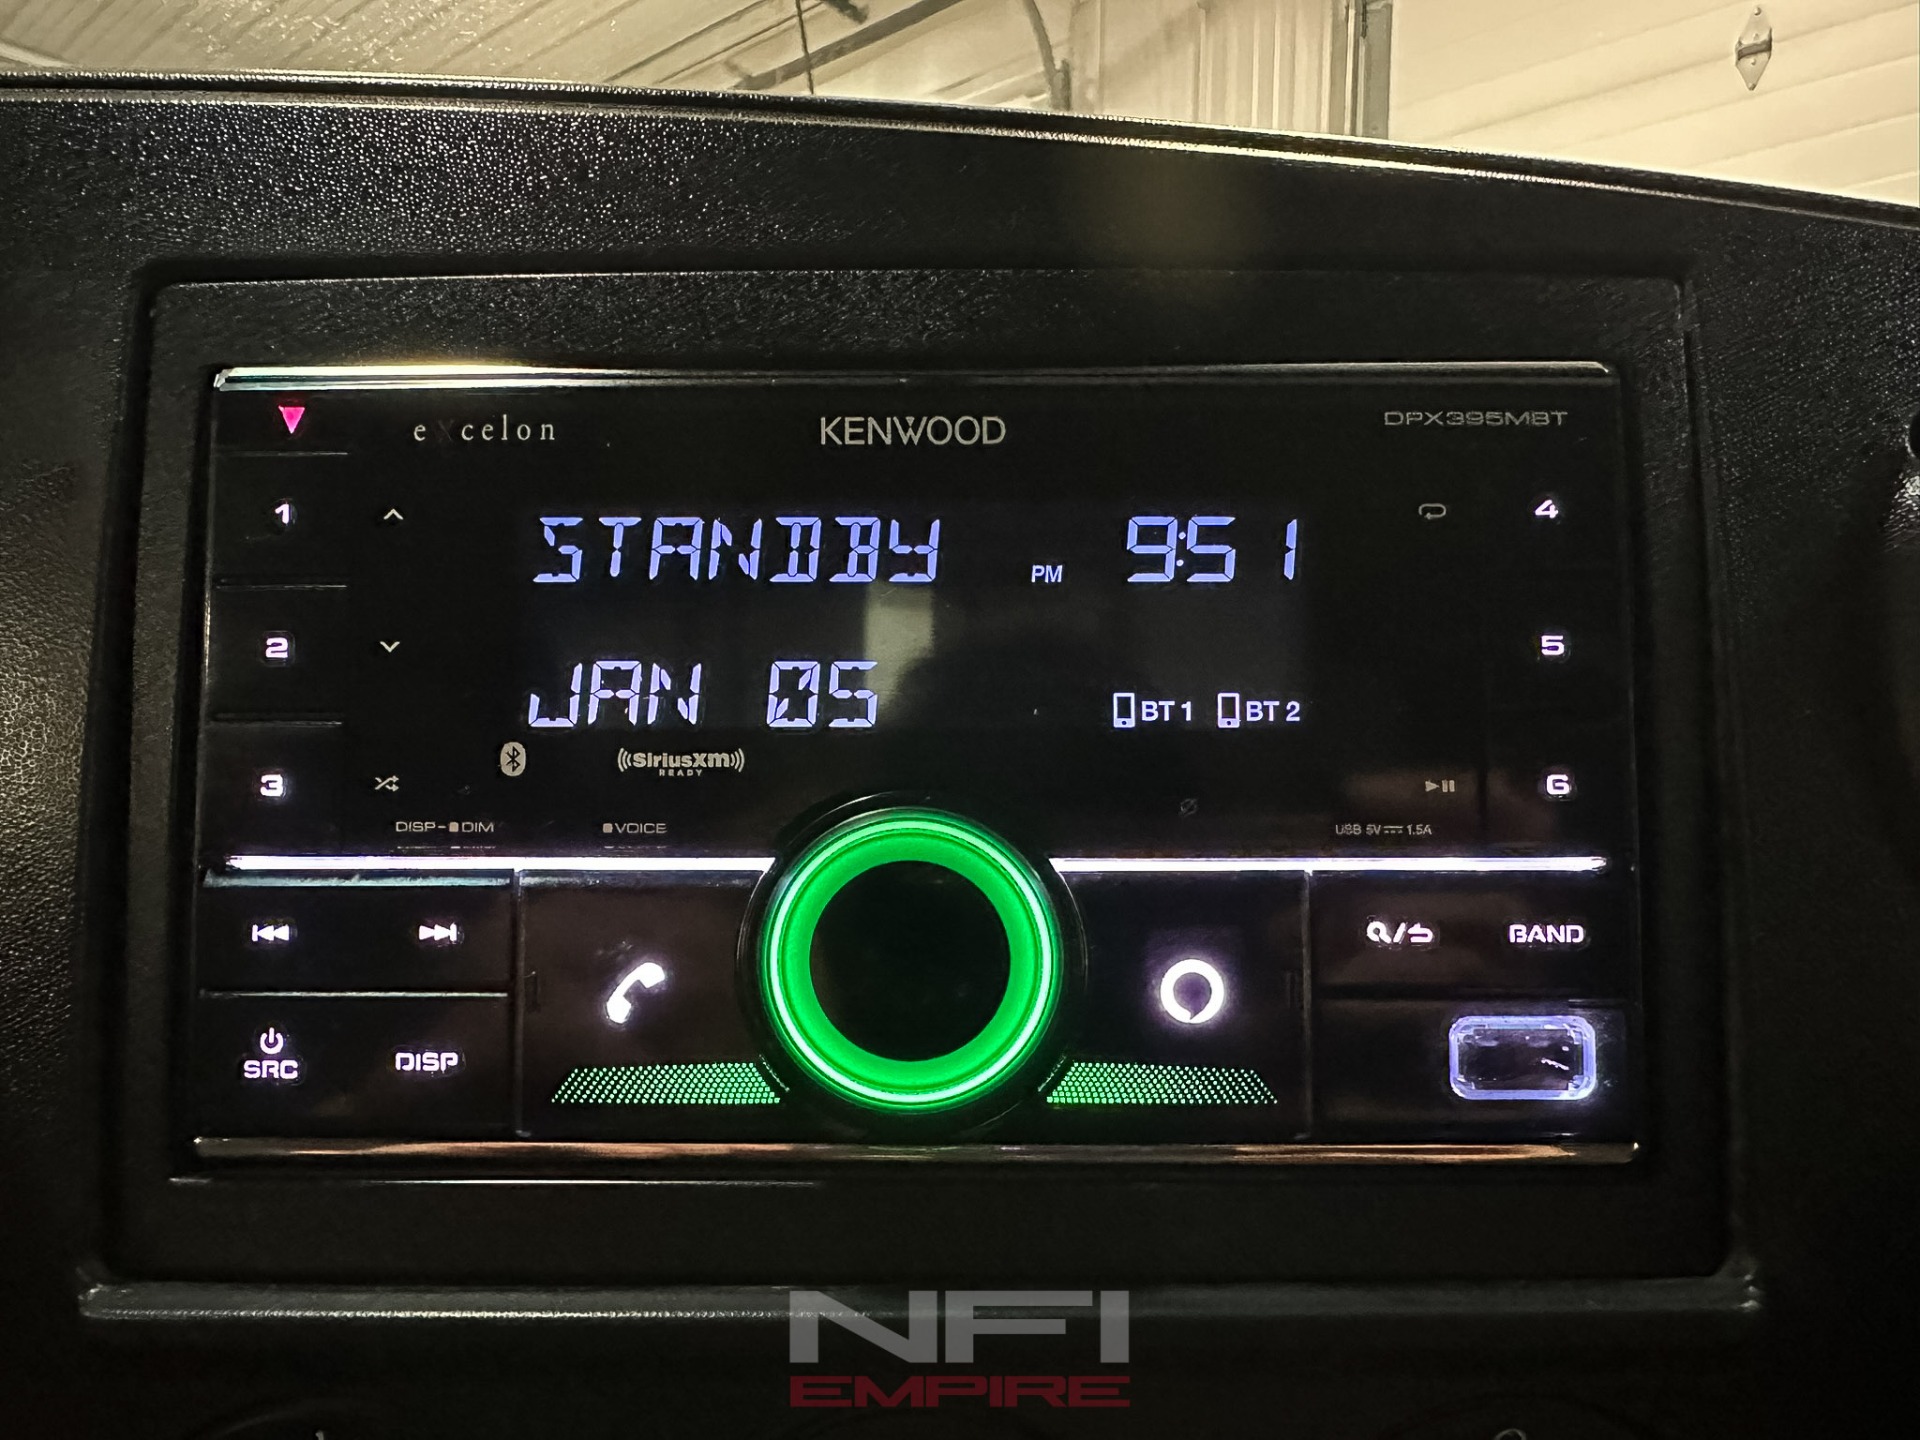 eXcelon KENWOOD DPX395MBT
1 STANDBY PM 9:51 4
2 5
JAN 05 BT 1 BT 2
3 ((SiriusXM)) 6
READY
DISP-■DIM ■VOICE USB 5V 1.5A
/ BAND
SRC DISP
NFI
EMPIRE